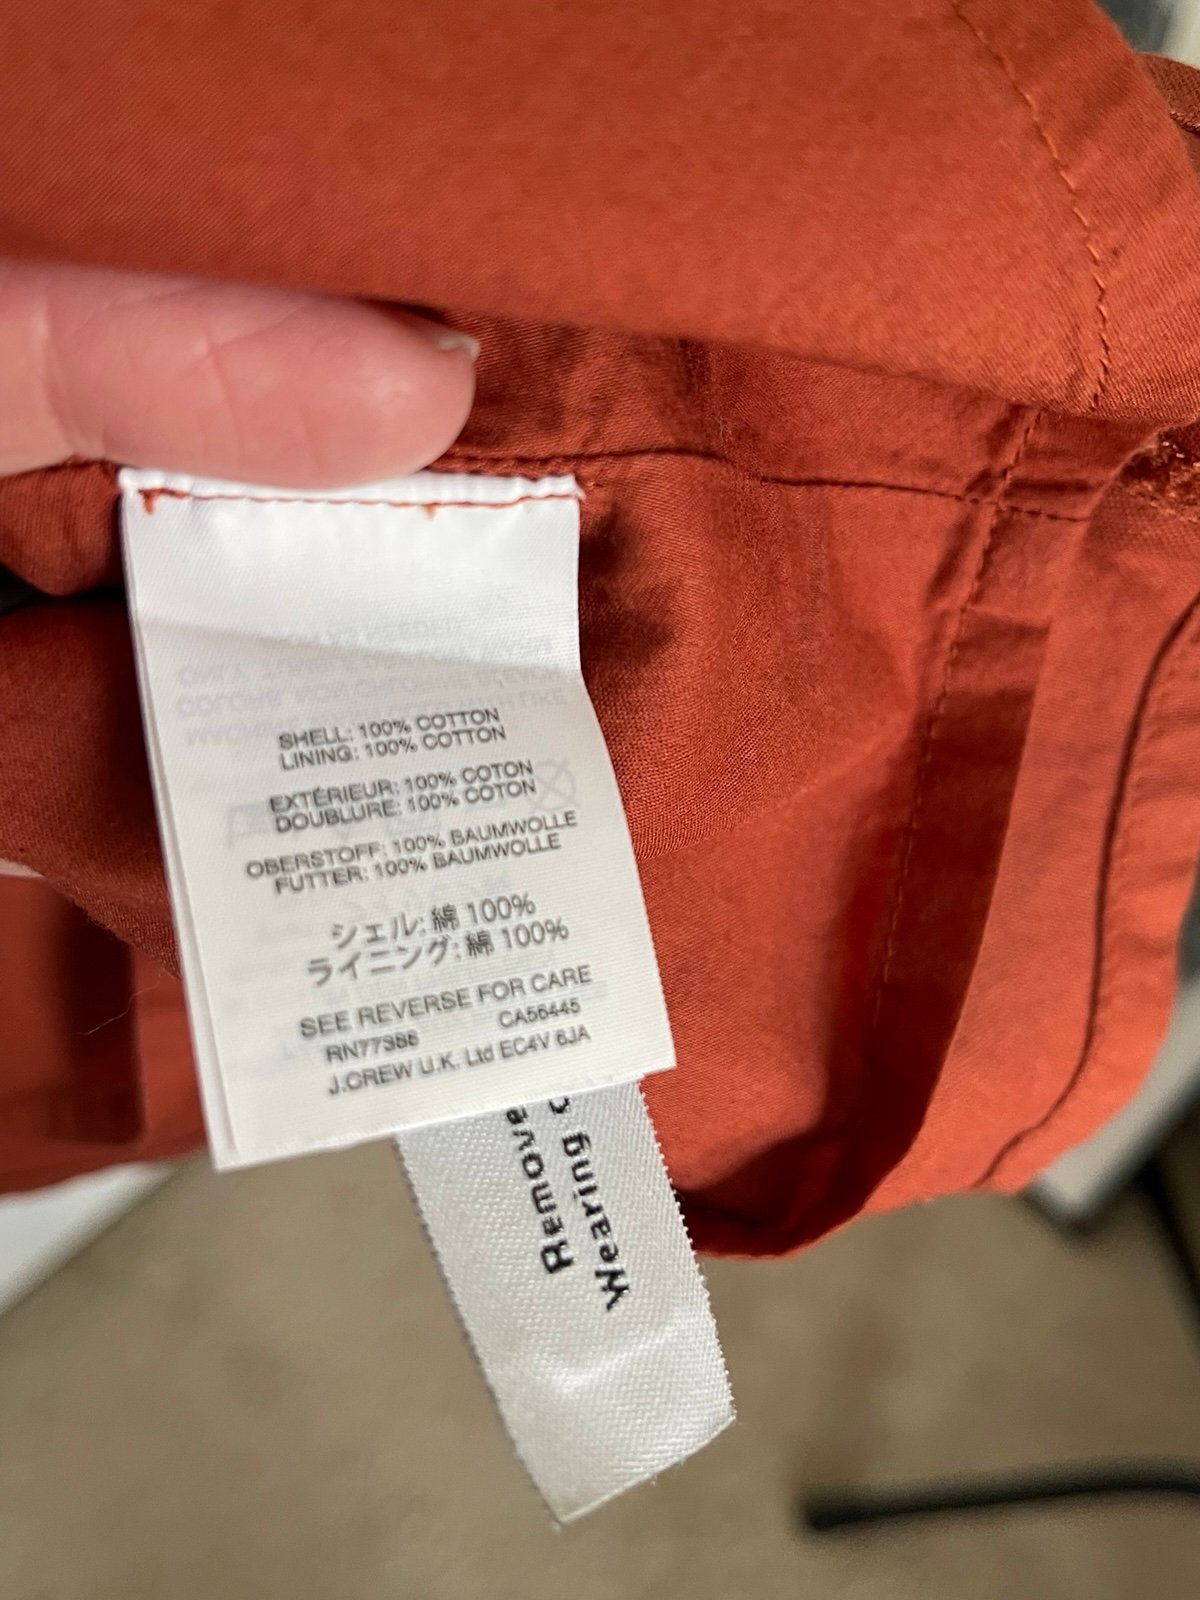 SHELL: 100% COTTON
LINING: 100% COTTON
EXTÉRIEUR: 100% COTON
DOUBLURE: 100% COTON
OBERSTOFF: 100% BAUMWOLLE
FUTTER: 100% BAUMWOLLE
シェル: 綿 100%
ライニング: 綿 100%
SEE REVERSE FOR CARE
RN77388 CA56445
J.CREW U.K. Ltd EC4V 6JA
Remove
Wearing